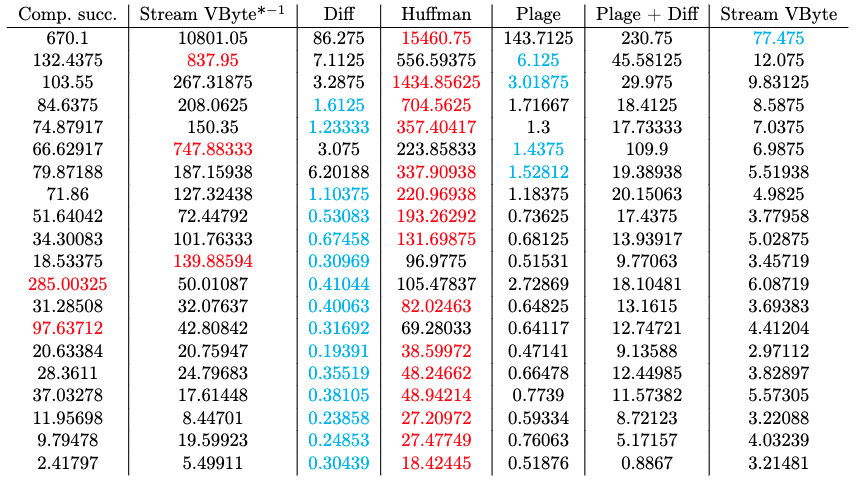 Comp. succ. Stream VByte*−1 Diff Huffman Plage Plage + Diff Stream VByte
670.1 10801.05 86.275 15460.75 143.7125 230.75 77.475
132.4375 837.95 7.1125 556.59375 6.125 45.58125 12.075
103.55 267.31875 3.2875 1434.85625 3.01875 29.975 9.83125
84.6375 208.0625 1.6125 704.5625 1.71667 18.4125 8.5875
74.87917 150.35 1.23333 357.40417 1.3 17.73333 7.0375
66.62917 747.88333 3.075 223.85833 1.4375 109.9 6.9875
79.87188 187.15938 6.20188 337.90938 1.52812 19.38938 5.51938
71.86 127.32438 1.10375 220.96938 1.18375 20.15063 4.9825
51.64042 72.44792 0.53083 193.26292 0.73625 17.4375 3.77958
34.30083 101.76333 0.67458 131.69875 0.68125 13.93917 5.02875
18.53375 139.88594 0.30969 96.9775 0.51531 9.77063 3.45719
285.00325 50.01087 0.41044 105.47837 2.72869 18.10481 6.08719
31.28508 32.07637 0.40063 82.02463 0.64825 13.1615 3.69383
97.63712 42.80842 0.31692 69.28033 0.64117 12.74721 4.41204
20.63384 20.75947 0.19391 38.59972 0.47141 9.13588 2.97112
28.3611 24.79683 0.35519 48.24662 0.66478 12.44985 3.82897
37.03278 17.61448 0.38105 48.94214 0.7739 11.57382 5.57305
11.95698 8.44701 0.23858 27.20972 0.59334 8.72123 3.22088
9.79478 19.59923 0.24853 27.47749 0.76063 5.17157 4.03239
2.41797 5.49911 0.30439 18.42445 0.51876 0.8867 3.21481